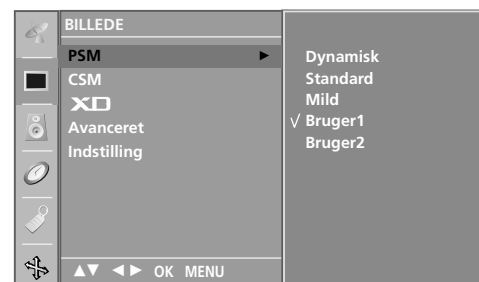 BILLEDE
PSM ►
CSM
XD
Avanceret
Indstilling
▲▼ ◄► OK MENU
Dynamisk
Standard
Mild
√ Bruger1
Bruger2